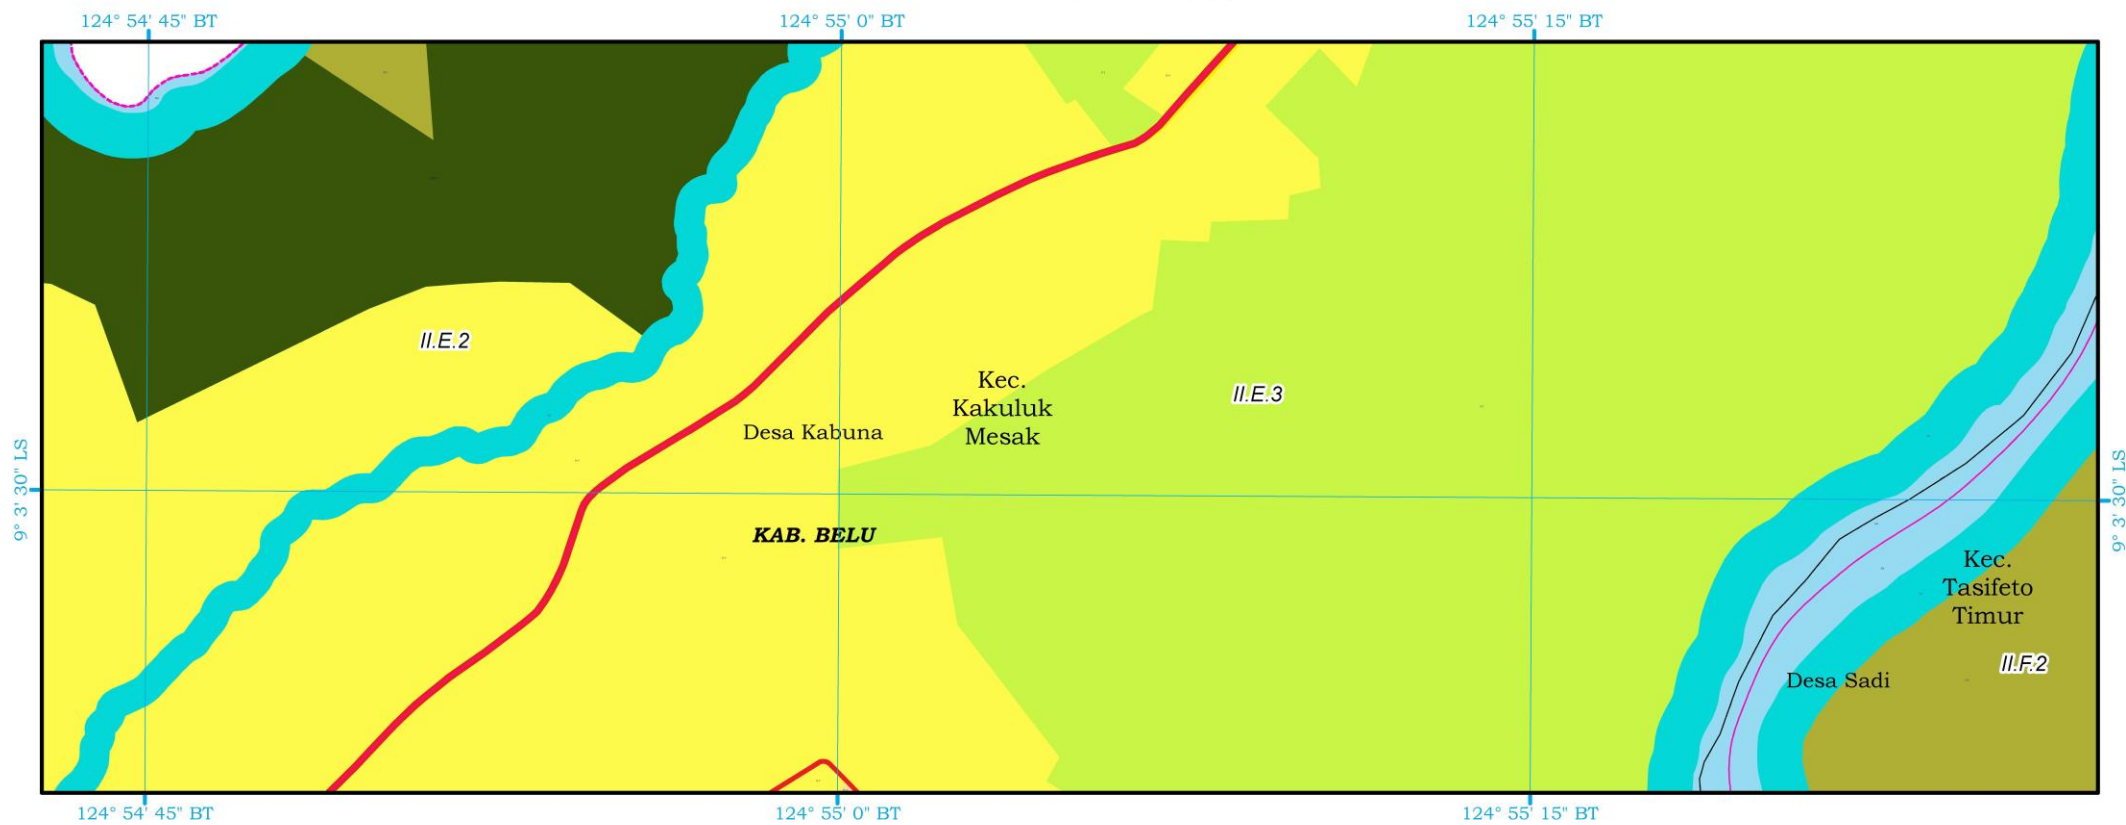 124° 54' 45" BT
124° 55' 0" BT
124° 55' 15" BT
II.E.2
Kec.
Kakuluk
Mesak
II.E.3
Desa Kabuna
9° 3' 30" LS
9° 3' 30" LS
KAB. BELU
Kec.
Tasifeto
Timur
II.F.2
Desa Sadi
124° 54' 45" BT
124° 55' 0" BT
124° 55' 15" BT